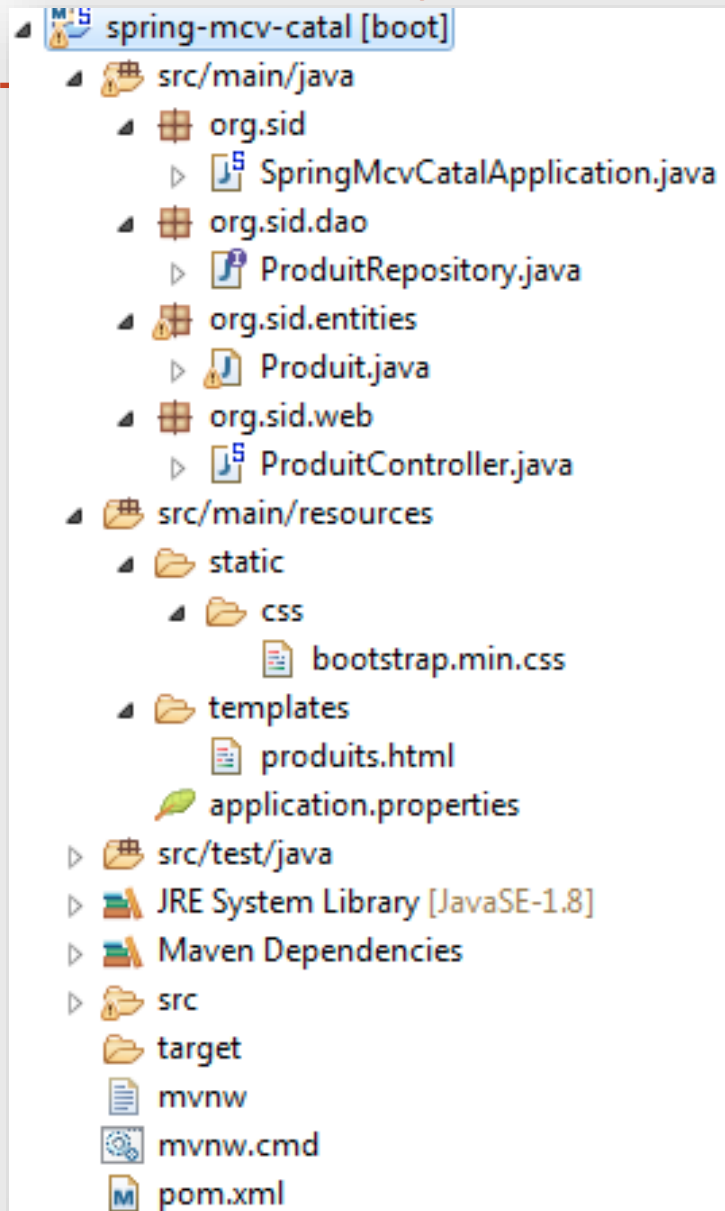 spring-mcv-catal [boot]
src/main/java
org.sid
SpringMcvCatalApplication.java
org.sid.dao
ProduitRepository.java
org.sid.entities
Produit.java
org.sid.web
ProduitController.java
src/main/resources
static
css
bootstrap.min.css
templates
produits.html
application.properties
src/test/java
JRE System Library [JavaSE-1.8]
Maven Dependencies
src
target
mvnw
mvnw.cmd
pom.xml